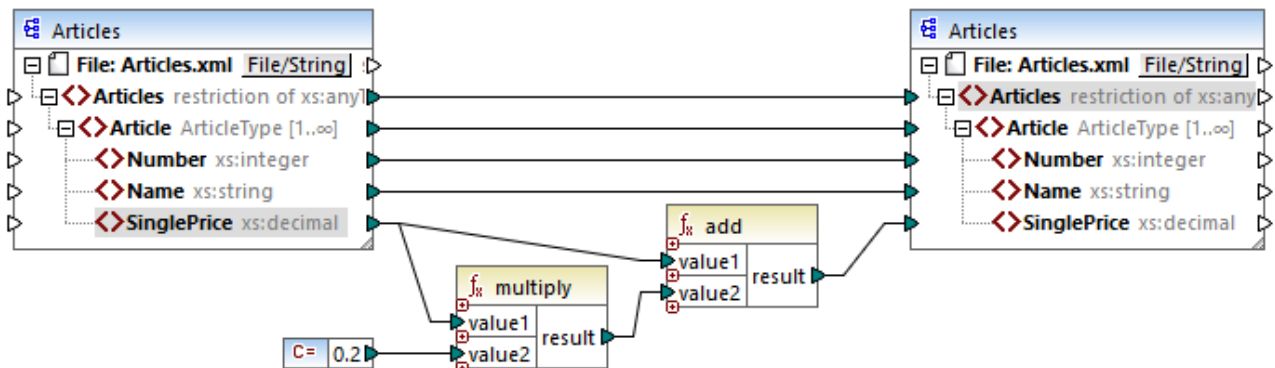 Articles
File: Articles.xml File/String
Articles restriction of xs:anyT
Article ArticleType [1..∞]
Number xs:integer
Name xs:string
SinglePrice xs:decimal
C= 0.2
fx multiply
value1
value2
result
fx add
value1
value2
result
Articles
File: Articles.xml File/String
Articles restriction of xs:any
Article ArticleType [1..∞]
Number xs:integer
Name xs:string
SinglePrice xs:decimal